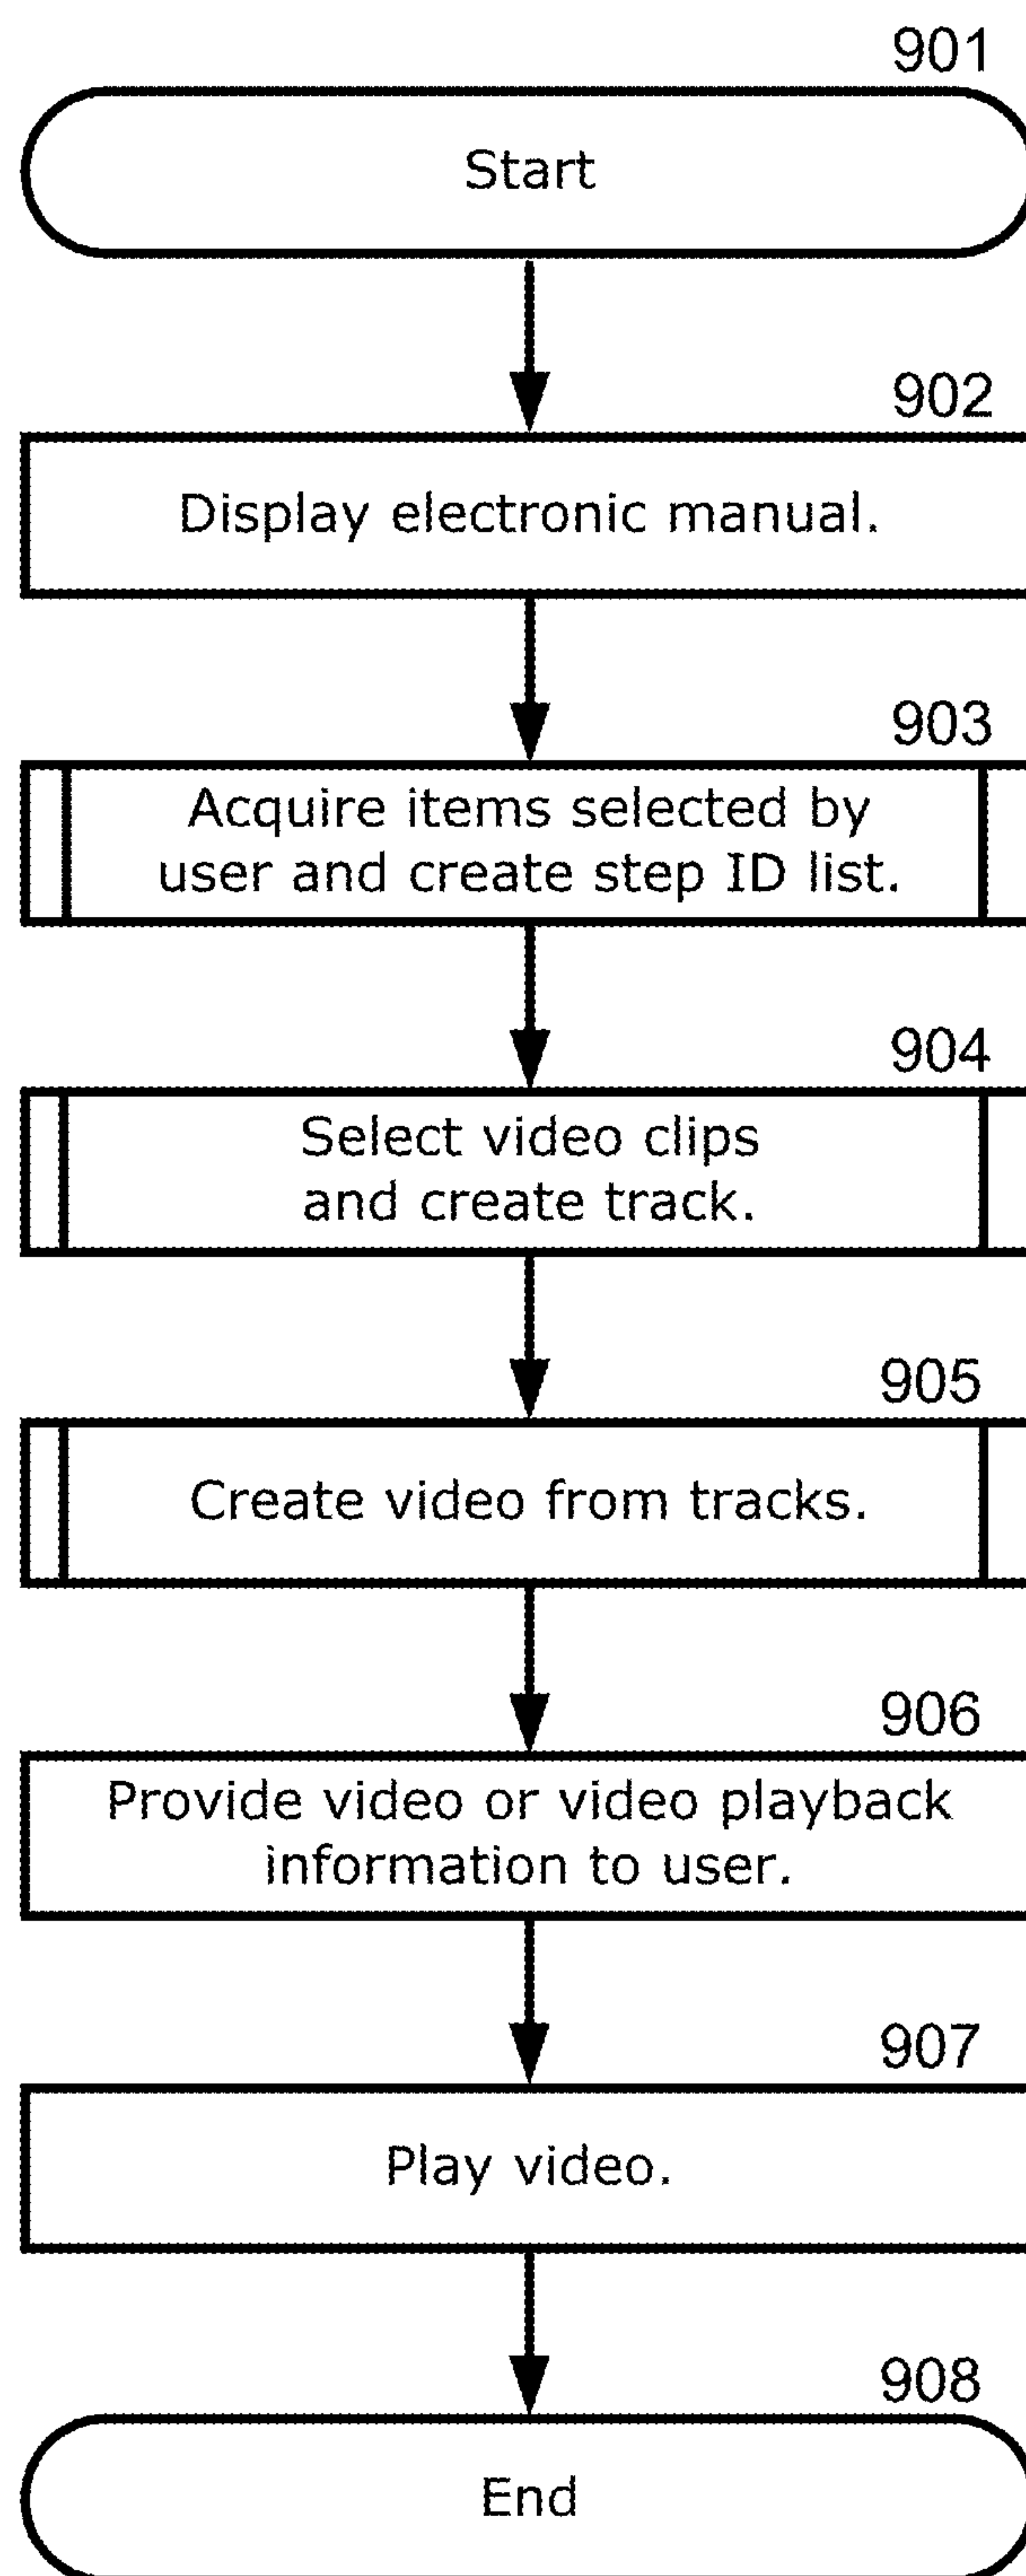 901
Start
902
Display electronic manual.
903
Acquire items selected by
user and create step ID list.
904
Select video clips
and create track.
905
Create video from tracks.
906
Provide video or video playback
information to user.
907
Play video.
908
End